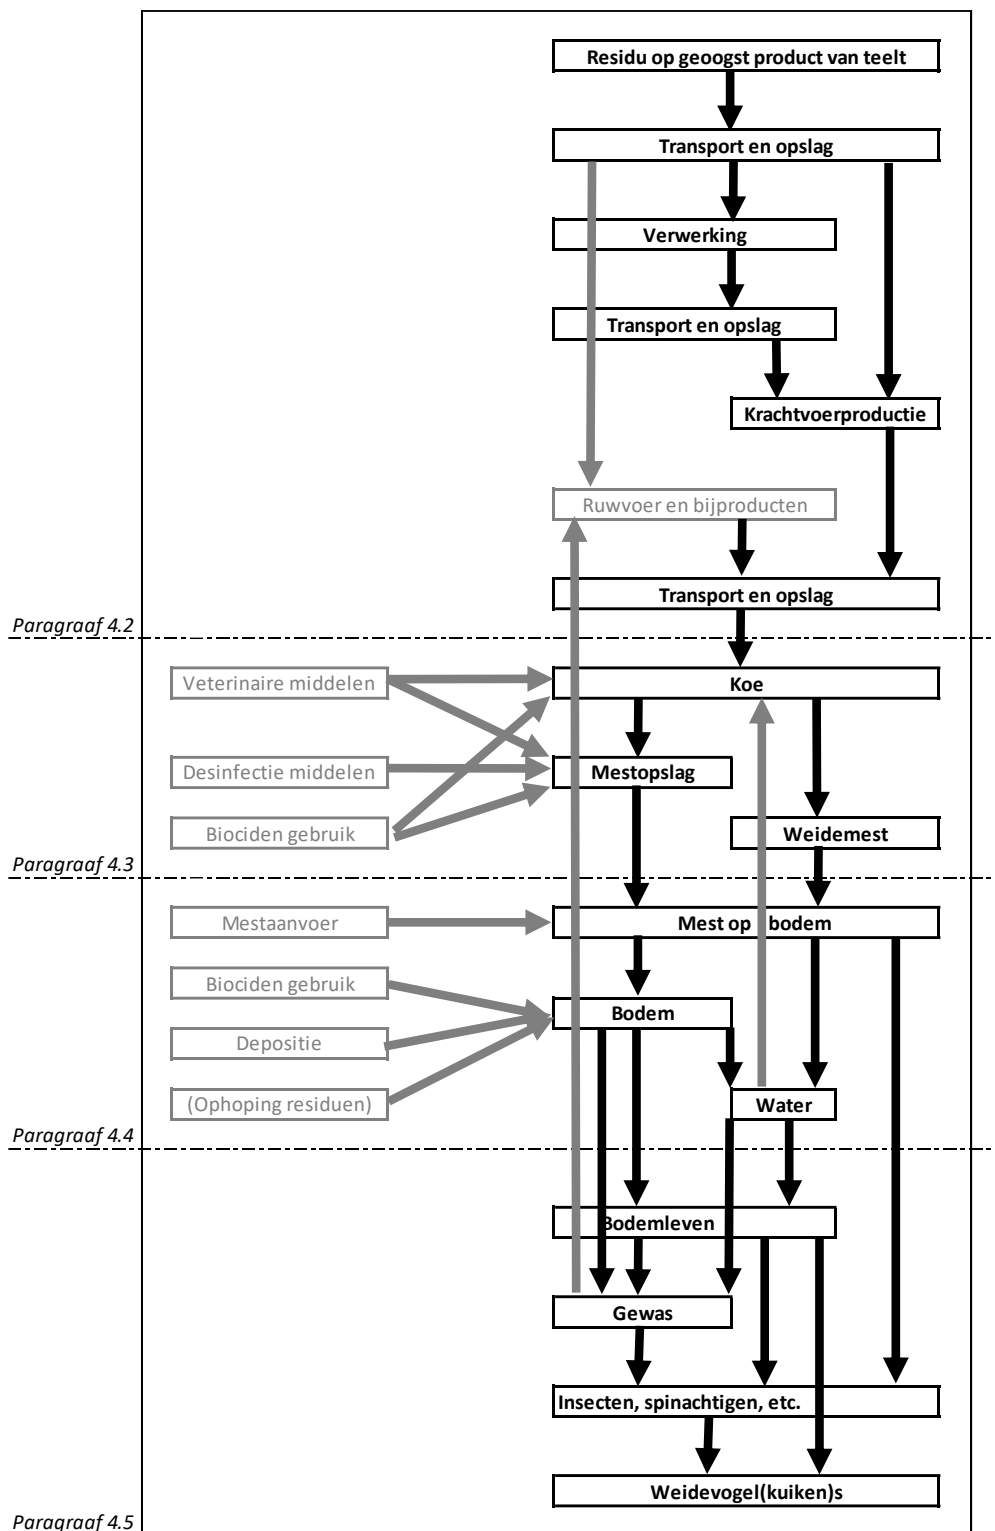 Residu op geoogst product van teelt
Transport en opslag
Verwerking
Transport en opslag
Krachtvoerproductie
Ruwvoer en bijproducten
Transport en opslag
Paragraaf 4.2
Veterinaire middelen
Koe
Desinfectie middelen
Mestopslag
Biociden gebruik
Weidemest
Paragraaf 4.3
Mestaanvoer
Mest op bodem
Biociden gebruik
Bodem
Depositie
(Ophoping residuen)
Water
Paragraaf 4.4
Bodemleven
Gewas
Insecten, spinachtigen, etc.
Weidevogel(kuiken)s
Paragraaf 4.5